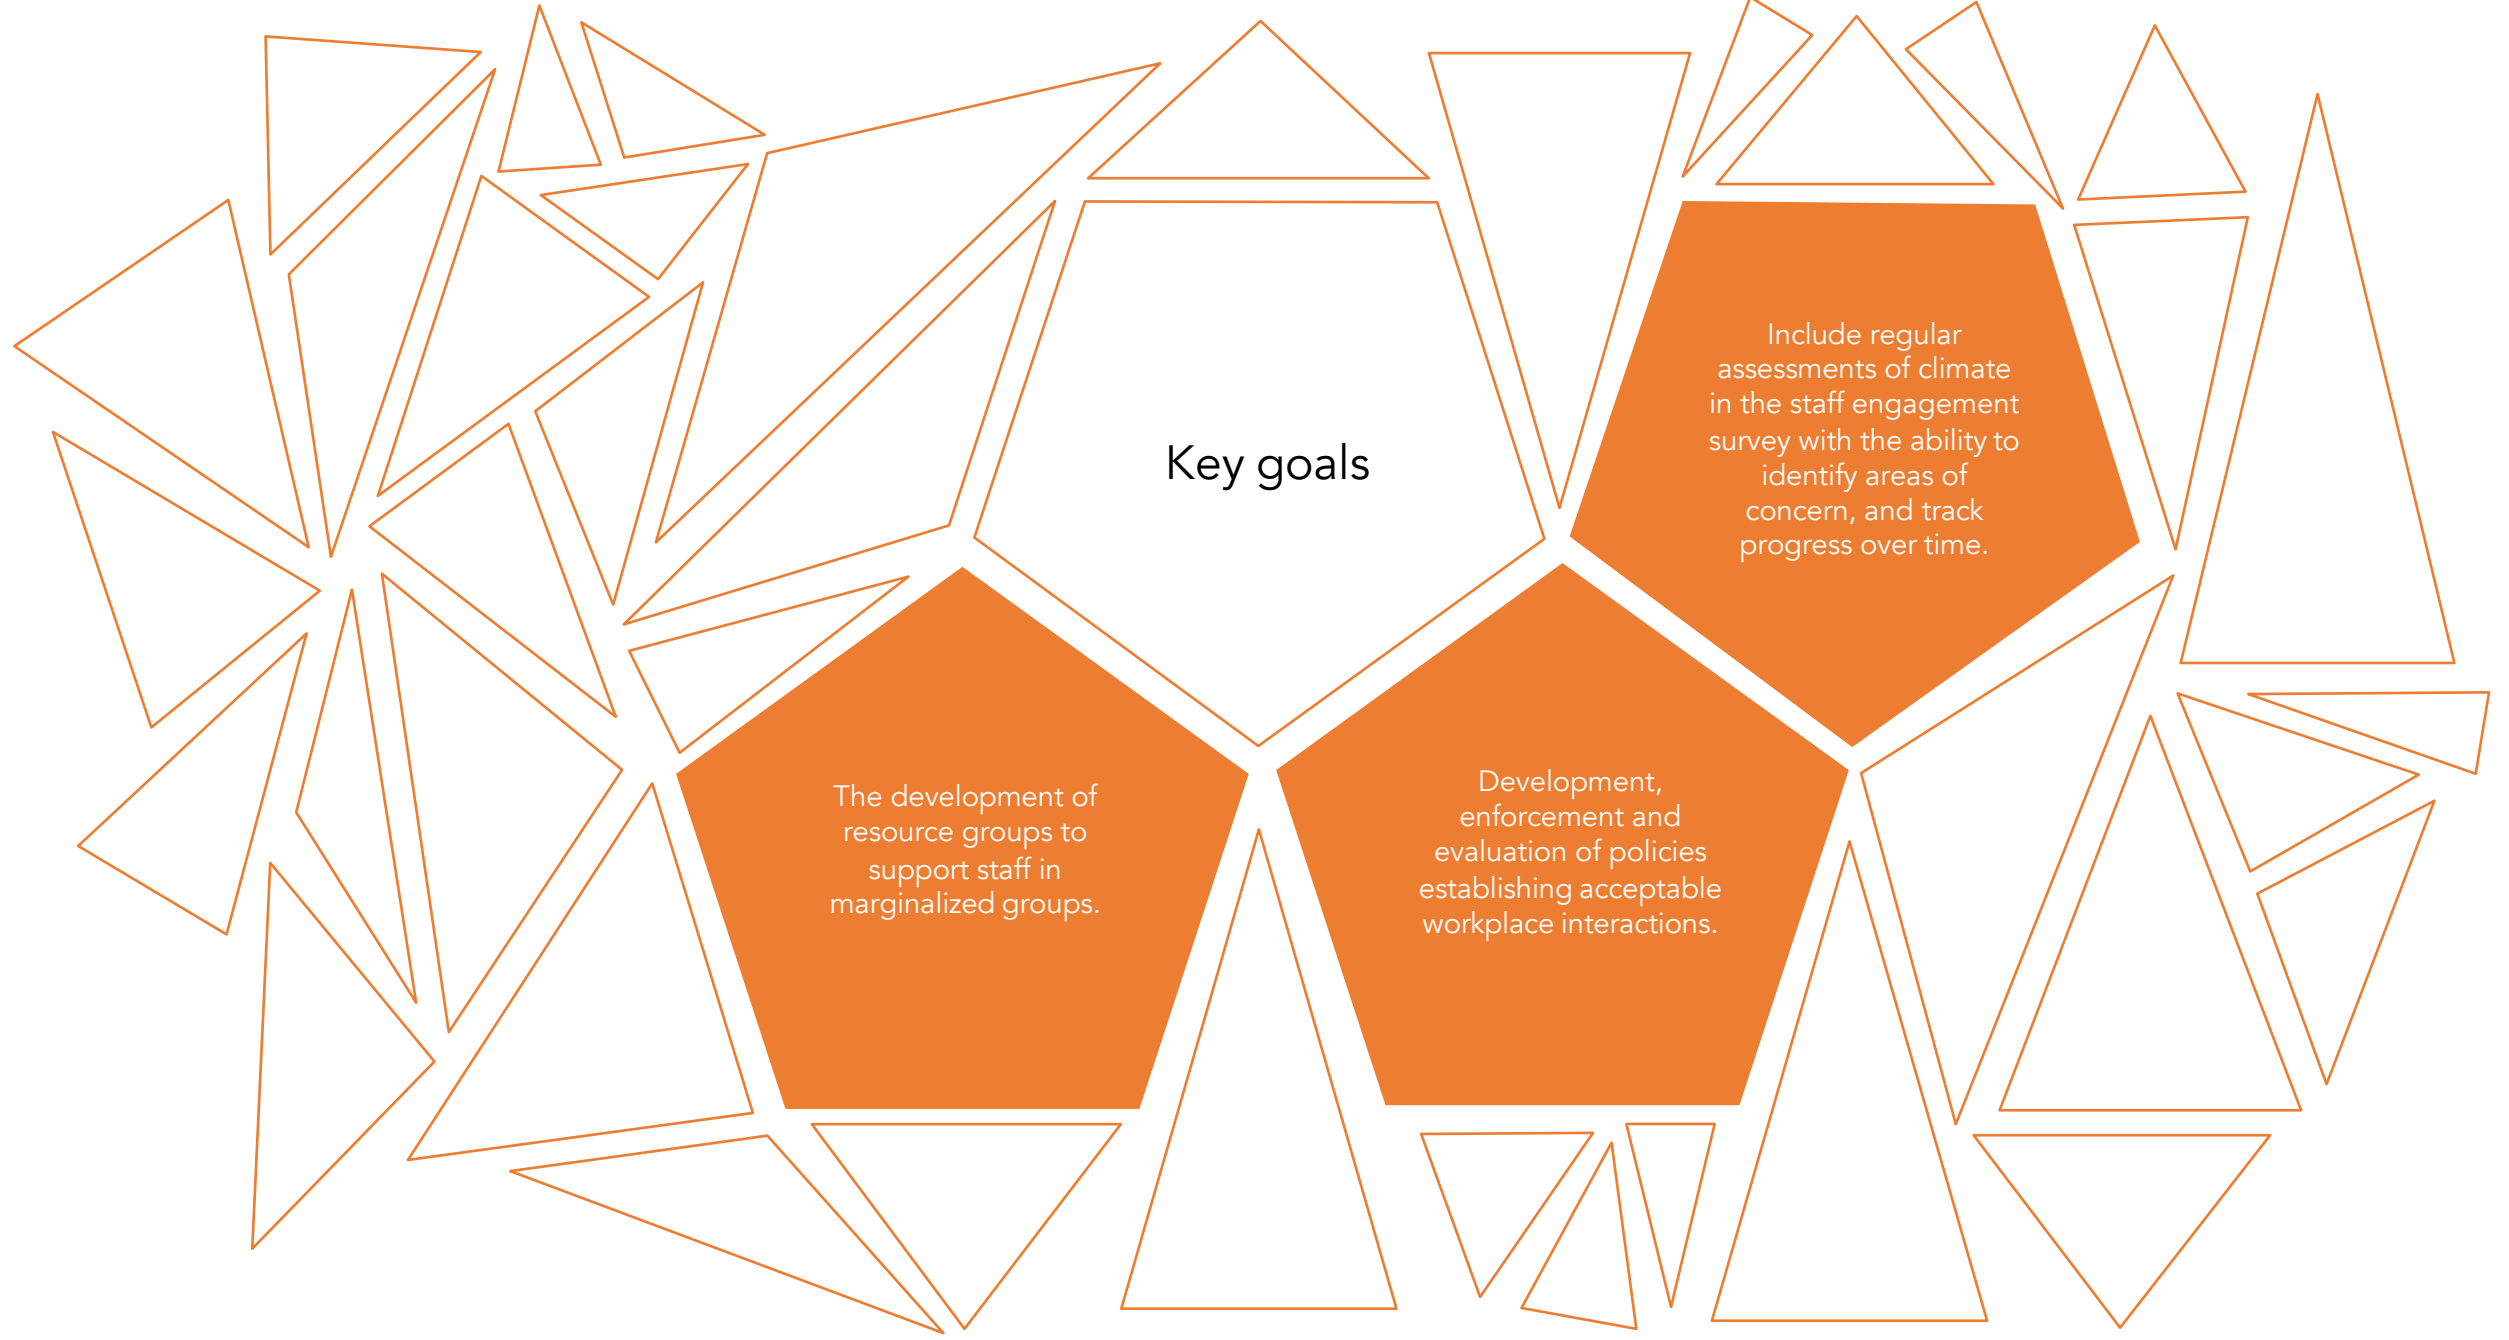 Key goals
Include regular
assessments of climate
in the staff engagement
survey with the ability to
identify areas of
concern, and track
progress over time.
The development of
resource groups to
support staff in
marginalized groups.
Development,
enforcement and
evaluation of policies
establishing acceptable
workplace interactions.